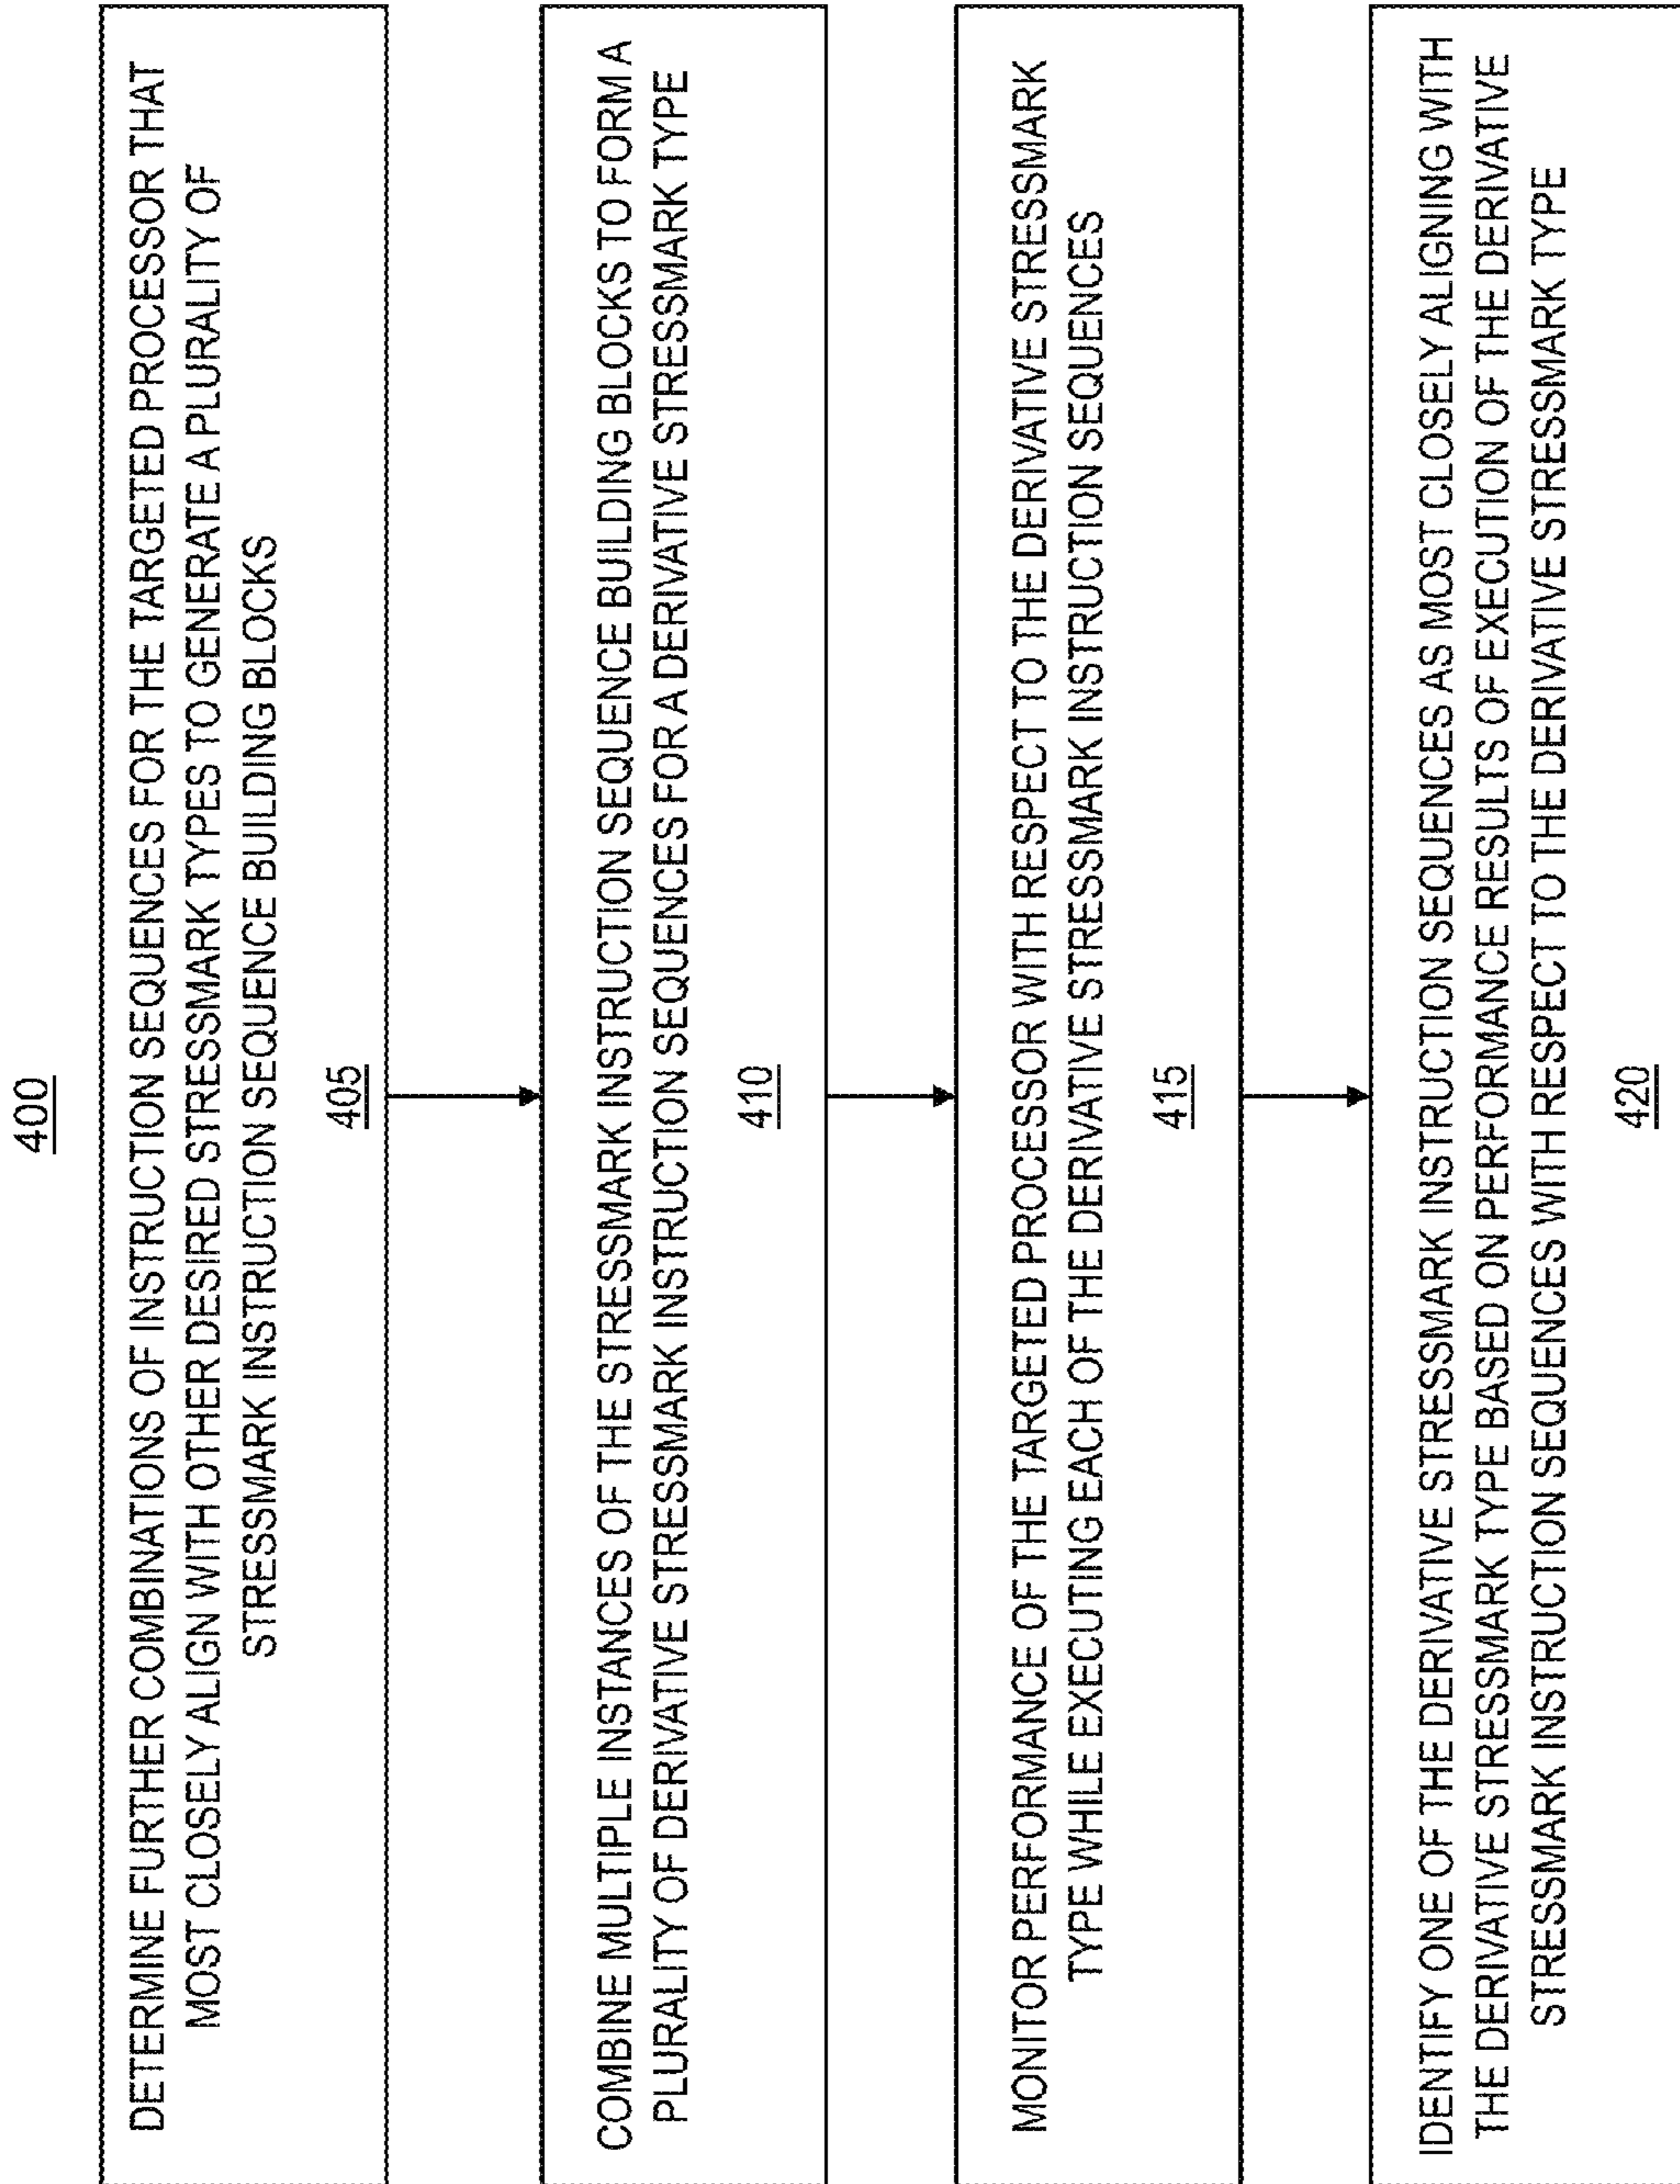 400
DETERMINE FURTHER COMBINATIONS OF INSTRUCTION SEQUENCES FOR THE TARGETED PROCESSOR THAT
MOST CLOSELY ALIGN WITH OTHER DESIRED STRESSMARK TYPES TO GENERATE A PLURALITY OF
STRESSMARK INSTRUCTION SEQUENCE BUILDING BLOCKS
405
COMBINE MULTIPLE INSTANCES OF THE STRESSMARK INSTRUCTION SEQUENCE BUILDING BLOCKS TO FORM A
PLURALITY OF DERIVATIVE STRESSMARK INSTRUCTION SEQUENCES FOR A DERIVATIVE STRESSMARK TYPE
410
MONITOR PERFORMANCE OF THE TARGETED PROCESSOR WITH RESPECT TO THE DERIVATIVE STRESSMARK
TYPE WHILE EXECUTING EACH OF THE DERIVATIVE STRESSMARK INSTRUCTION SEQUENCES
415
IDENTIFY ONE OF THE DERIVATIVE STRESSMARK INSTRUCTION SEQUENCES AS MOST CLOSELY ALIGNING WITH
THE DERIVATIVE STRESSMARK TYPE BASED ON PERFORMANCE RESULTS OF EXECUTION OF THE DERIVATIVE
STRESSMARK INSTRUCTION SEQUENCES WITH RESPECT TO THE DERIVATIVE STRESSMARK TYPE
420